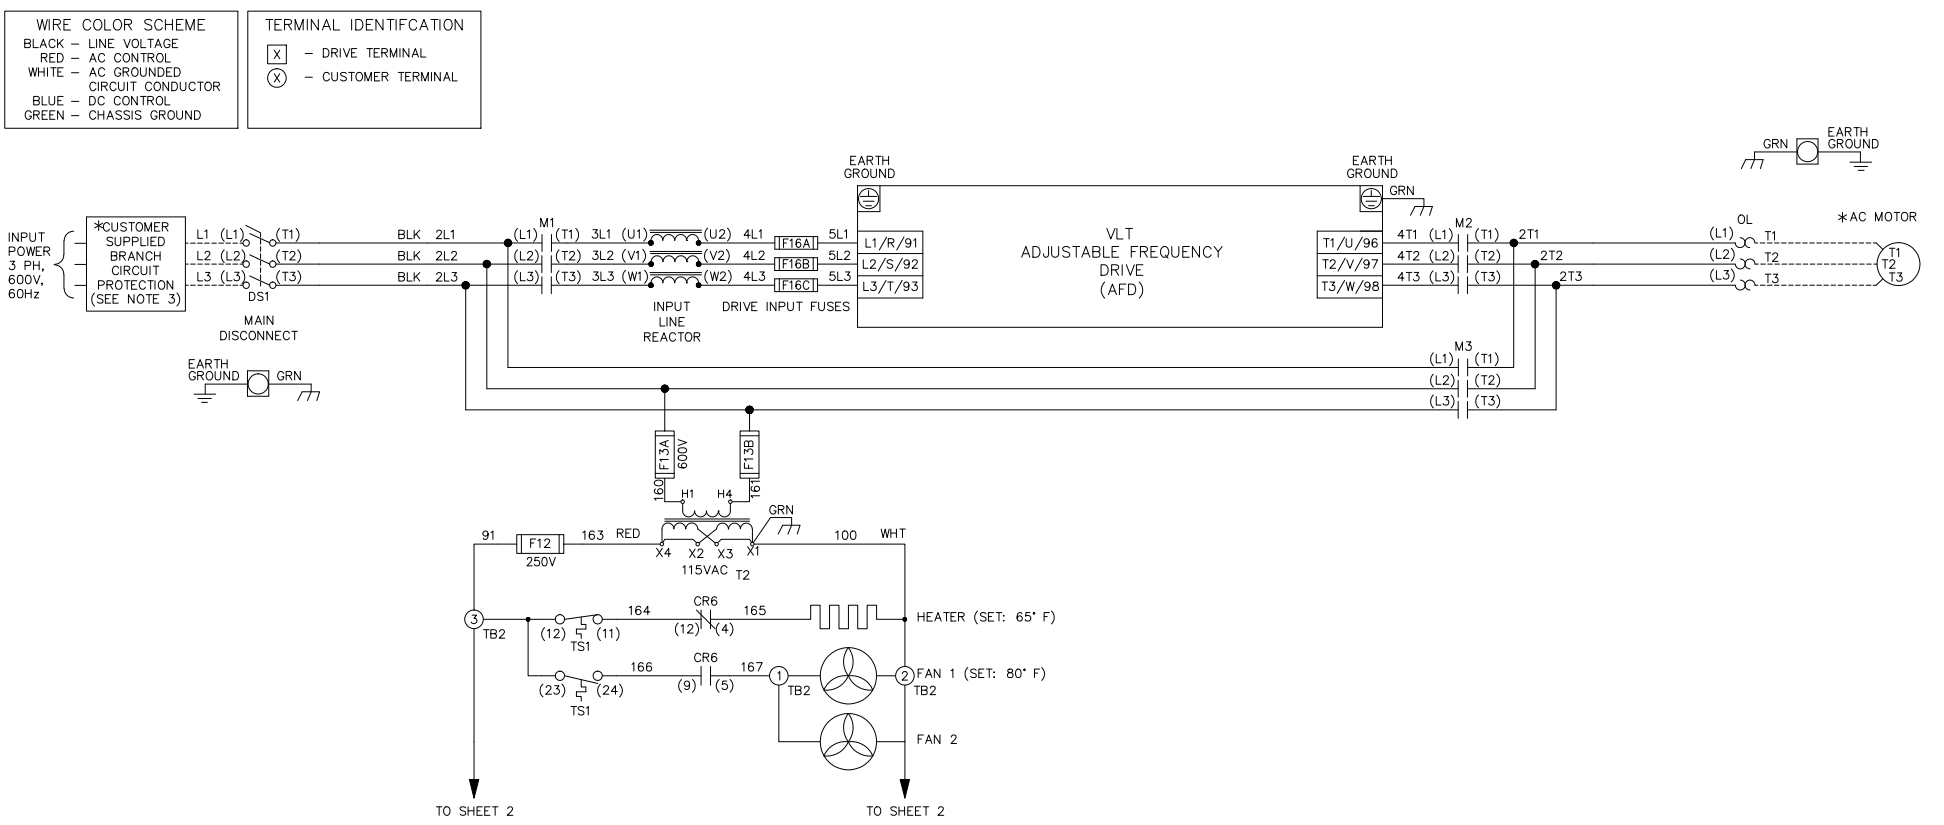 WIRE COLOR SCHEME
BLACK – LINE VOLTAGE
RED – AC CONTROL
WHITE – AC GROUNDED
CIRCUIT CONDUCTOR
BLUE – DC CONTROL
GREEN – CHASSIS GROUND
TERMINAL IDENTIFCATION
X – DRIVE TERMINAL
X – CUSTOMER TERMINAL
INPUT
POWER
3 PH,
600V,
60Hz
*CUSTOMER
SUPPLIED
BRANCH
CIRCUIT
PROTECTION
(SEE NOTE 3)
L1 (L1) (T1) BLK 2L1 (L1) M1 (T1) 3L1 (U1) (U2) 4L1 F16A 5L1 L1/R/91
L2 (L2) (T2) BLK 2L2 (L2) (T2) 3L2 (V1) (V2) 4L2 F16B 5L2 L2/S/92
L3 (L3) (T3) BLK 2L3 (L3) (T3) 3L3 (W1) (W2) 4L3 F16C 5L3 L3/T/93
DS1
MAIN
DISCONNECT
INPUT
LINE
REACTOR
DRIVE INPUT FUSES
EARTH
GROUND
VLT
ADJUSTABLE FREQUENCY
DRIVE
(AFD)
EARTH
GROUND
GRN
T1/U/96 4T1 (L1) M2 (T1) 2T1 (L1) OL T1
T2/V/97 4T2 (L2) (T2) 2T2 (L2) T2
T3/W/98 4T3 (L3) (T3) 2T3 (L3) T3
GRN
EARTH
GROUND
*AC MOTOR
T1
T2
T3
EARTH
GROUND
GRN
M3
(L1) (T1)
(L2) (T2)
(L3) (T3)
F13A
600V
F13B
160
161
H1 H4
GRN
91 F12 163 RED
250V
X4 X2 X3 X1
100 WHT
115VAC T2
3
TB2
(12) (11)
TS1
164
CR6
(12) (4)
165
HEATER (SET: 65° F)
(23) (24)
TS1
166
CR6
(9) (5)
167
1
TB2
2
TB2
FAN 1 (SET: 80° F)
FAN 2
TO SHEET 2
TO SHEET 2